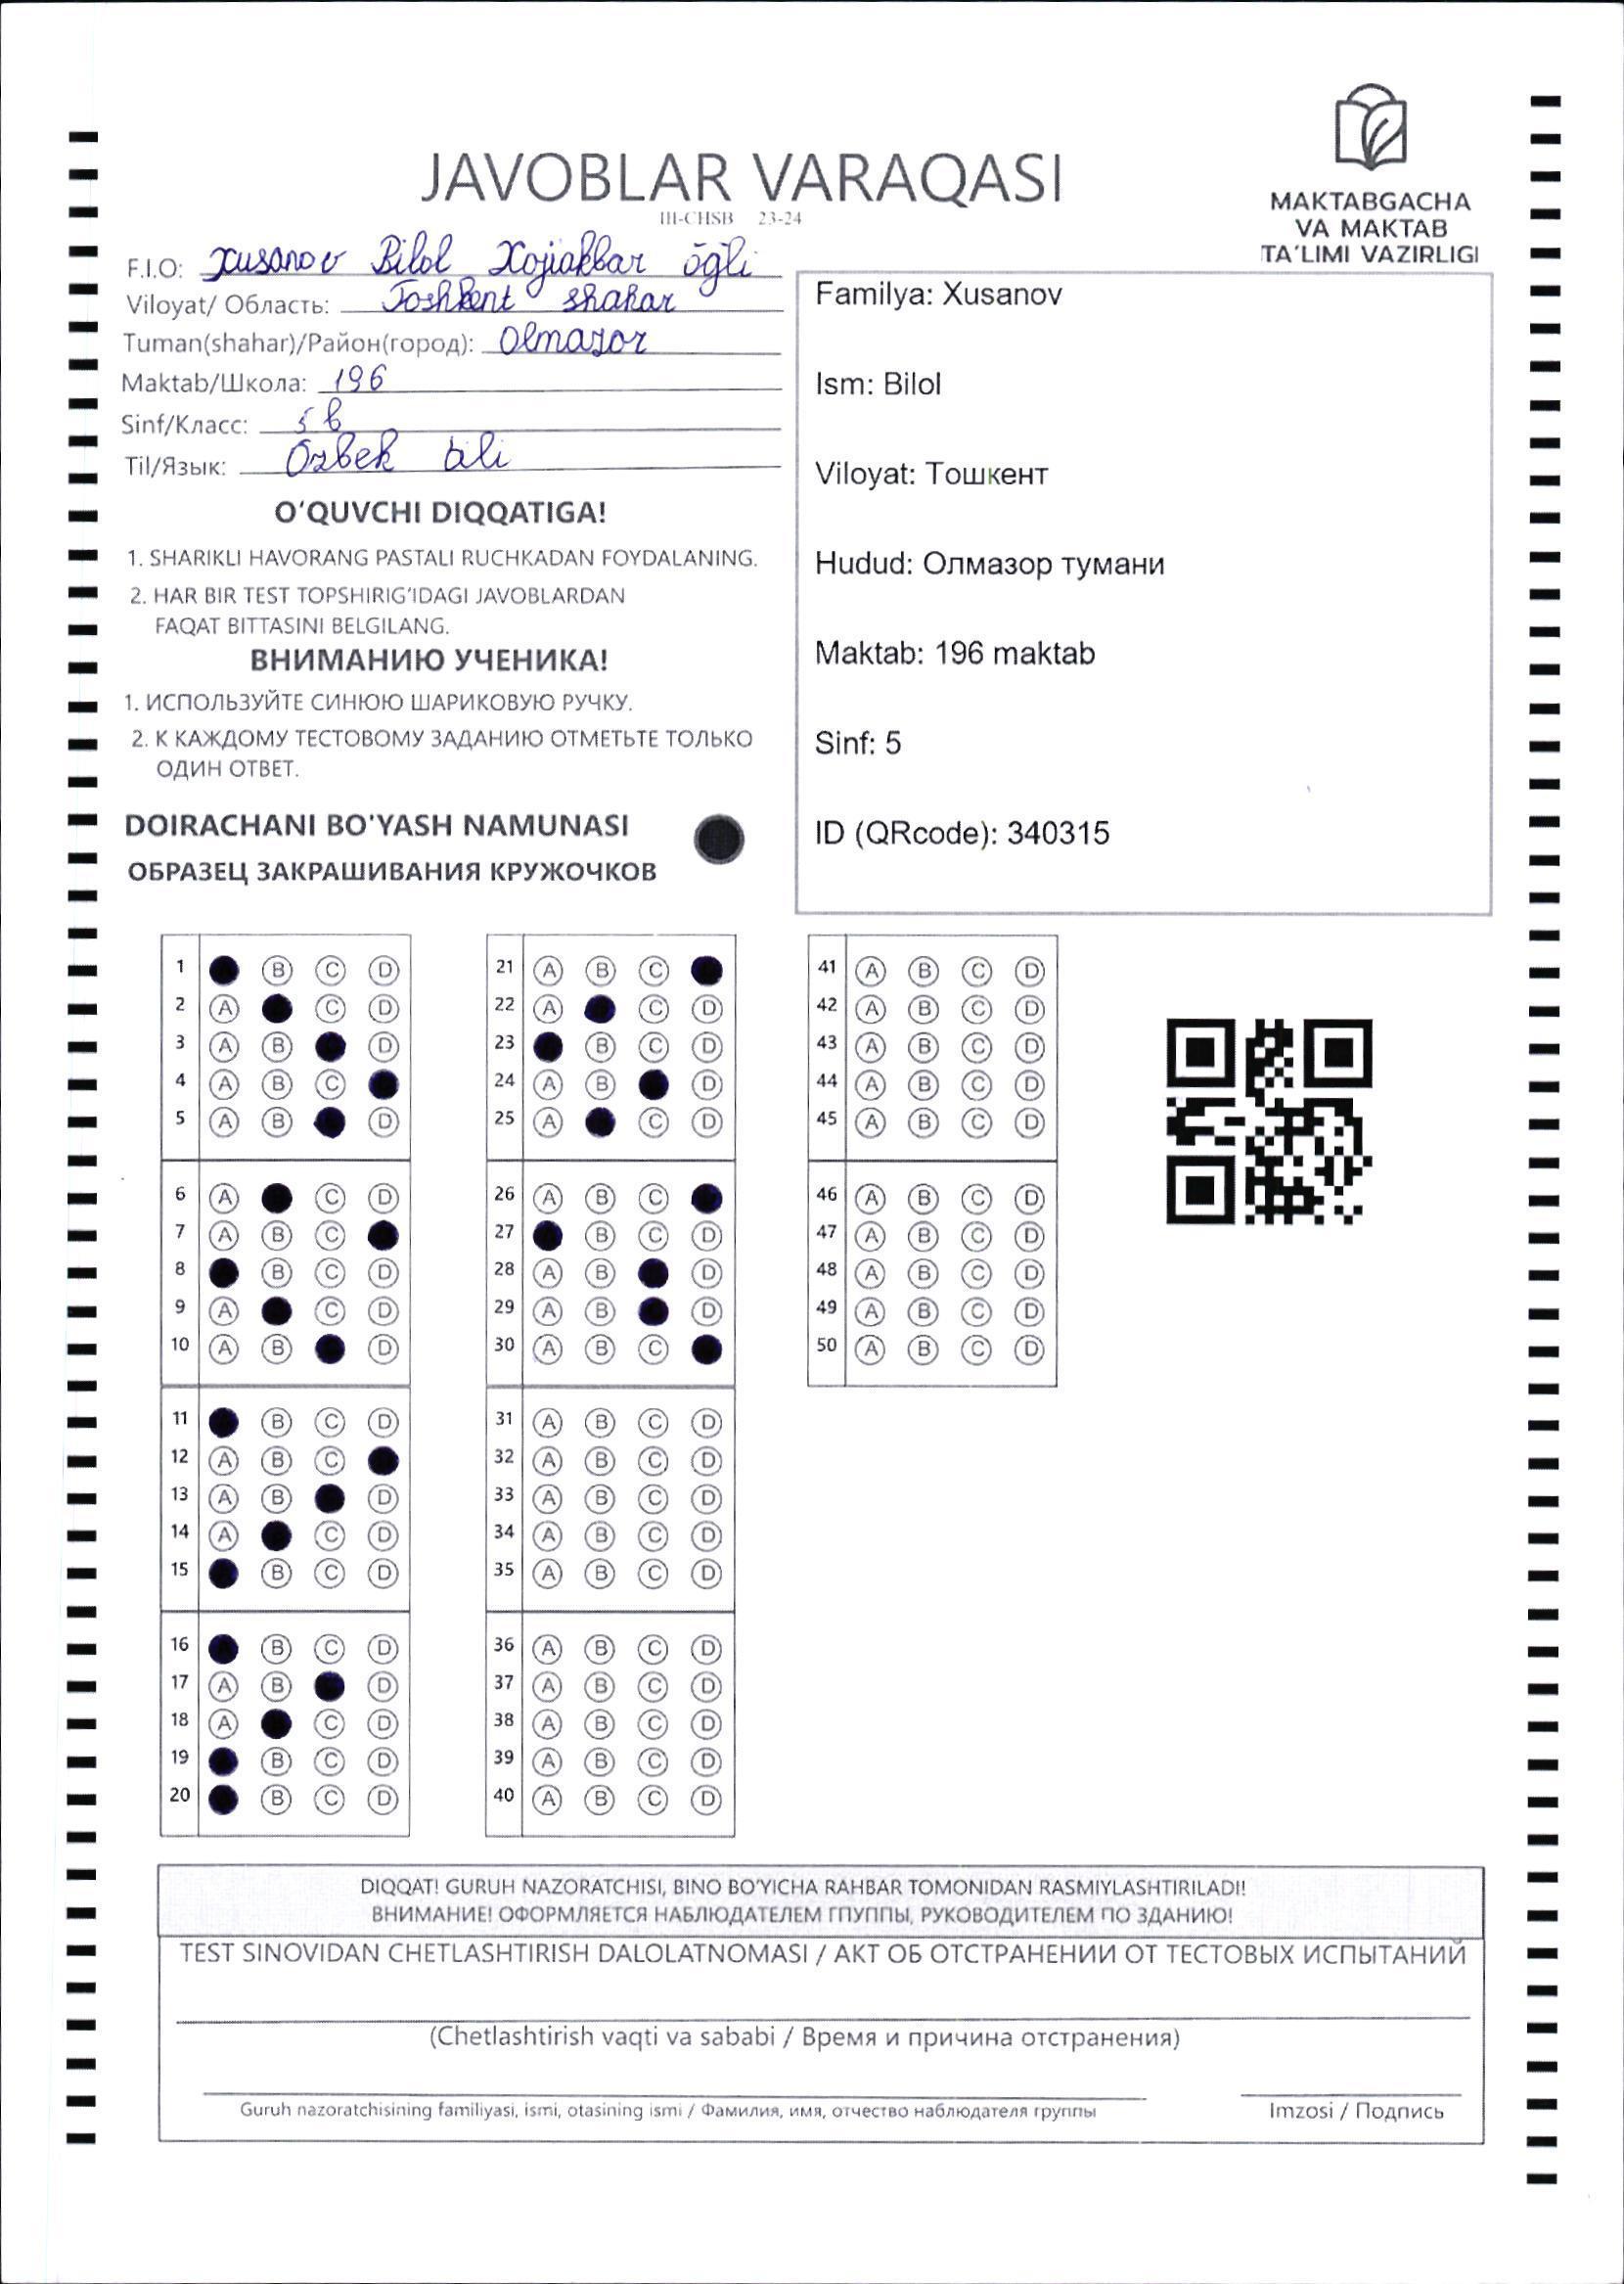 JAVOBLAR VARAQASI
III-CHSB 23-24
MAKTABGACHA
VA MAKTAB
TA'LIMI VAZIRLIGI
F.I.O: Xusanov Bilol Xojiakbar o'g'li
Viloyat/ Область: Toshkent shahar
Tuman(shahar)/Район(город): Olmazor
Maktab/Школа: 196
Sinf/Класс: 5 b
Til/Язык: Ozbek tili
O'QUVCHI DIQQATIGA!
1. SHARIKLI HAVORANG PASTALI RUCHKADAN FOYDALANING.
2. HAR BIR TEST TOPSHIRIG'IDAGI JAVOBLARDAN
FAQAT BITTASINI BELGILANG.
ВНИМАНИЮ УЧЕНИКА!
1. ИСПОЛЬЗУЙТЕ СИНЮЮ ШАРИКОВУЮ РУЧКУ.
2. К КАЖДОМУ ТЕСТОВОМУ ЗАДАНИЮ ОТМЕТЬТЕ ТОЛЬКО
ОДИН ОТВЕТ.
DOIRACHANI BO'YASH NAMUNASI
ОБРАЗЕЦ ЗАКРАШИВАНИЯ КРУЖОЧКОВ
Familya: Xusanov
Ism: Bilol
Viloyat: Тошкент
Hudud: Олмазор тумани
Maktab: 196 maktab
Sinf: 5
ID (QRcode): 340315
1 B C D
2 A C D
3 A B D
4 A B C
5 A B D
6 A C D
7 A B C
8 B C D
9 A C D
10 A B D
11 B C D
12 A B C
13 A B D
14 A C D
15 B C D
16 B C D
17 A B D
18 A C D
19 B C D
20 B C D
21 A B C
22 A C D
23 B C D
24 A B D
25 A C D
26 A B C
27 B C D
28 A B D
29 A B D
30 A B C
31 A B C D
32 A B C D
33 A B C D
34 A B C D
35 A B C D
36 A B C D
37 A B C D
38 A B C D
39 A B C D
40 A B C D
41 A B C D
42 A B C D
43 A B C D
44 A B C D
45 A B C D
46 A B C D
47 A B C D
48 A B C D
49 A B C D
50 A B C D
DIQQAT! GURUH NAZORATCHISI, BINO BO'YICHA RAHBAR TOMONIDAN RASMIYLASHTIRILADI!
ВНИМАНИЕ! ОФОРМЛЯЕТСЯ НАБЛЮДАТЕЛЕМ ГПУППЫ, РУКОВОДИТЕЛЕМ ПО ЗДАНИЮ!
TEST SINOVIDAN CHETLASHTIRISH DALOLATNOMASI / АКТ ОБ ОТСТРАНЕНИИ ОТ ТЕСТОВЫХ ИСПЫТАНИЙ
(Chetlashtirish vaqti va sababi / Время и причина отстранения)
Guruh nazoratchisining familiyasi, ismi, otasining ismi / Фамилия, имя, отчество наблюдателя группы
Imzosi / Подпись